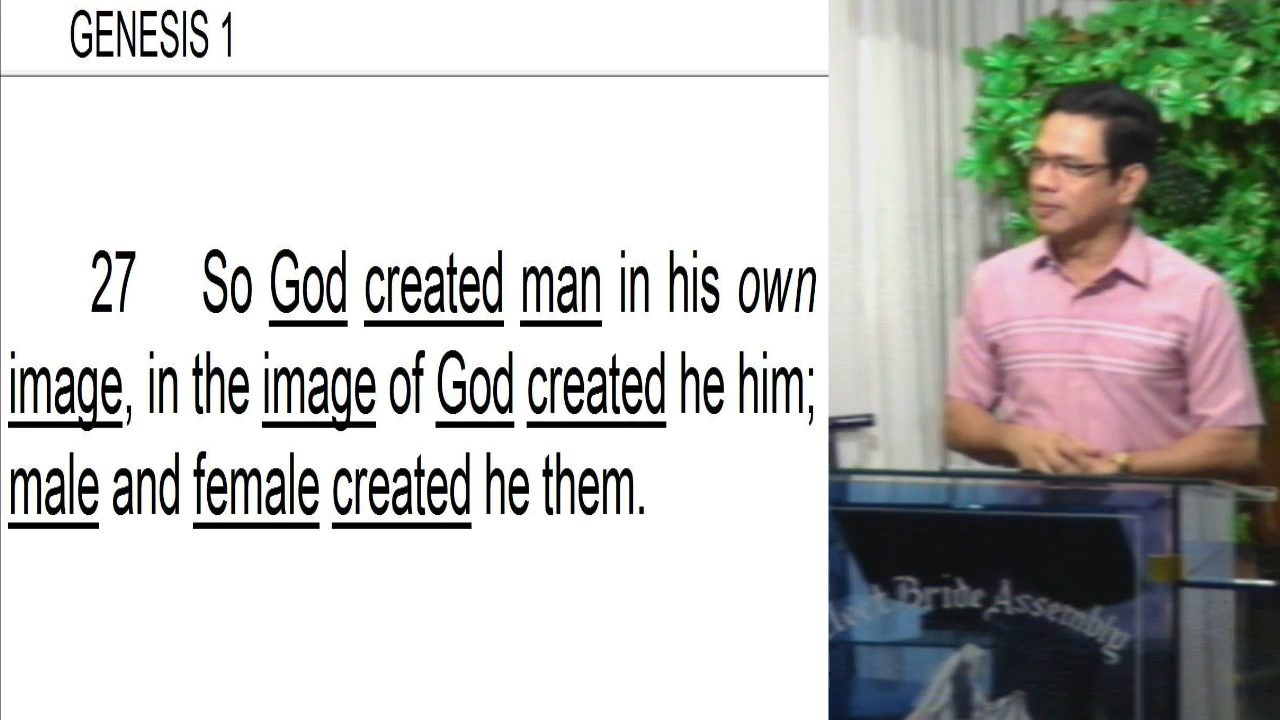 GENESIS 1
27 So God created man in his own
image, in the image of God created he him;
male and female created he them.
Bride Assembly